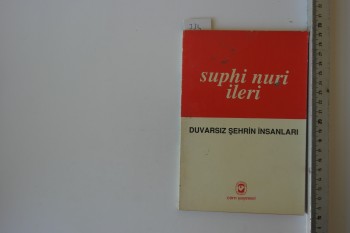 suphi nuri
ileri
DUVARSIZ ŞEHRİN İNSANLARI